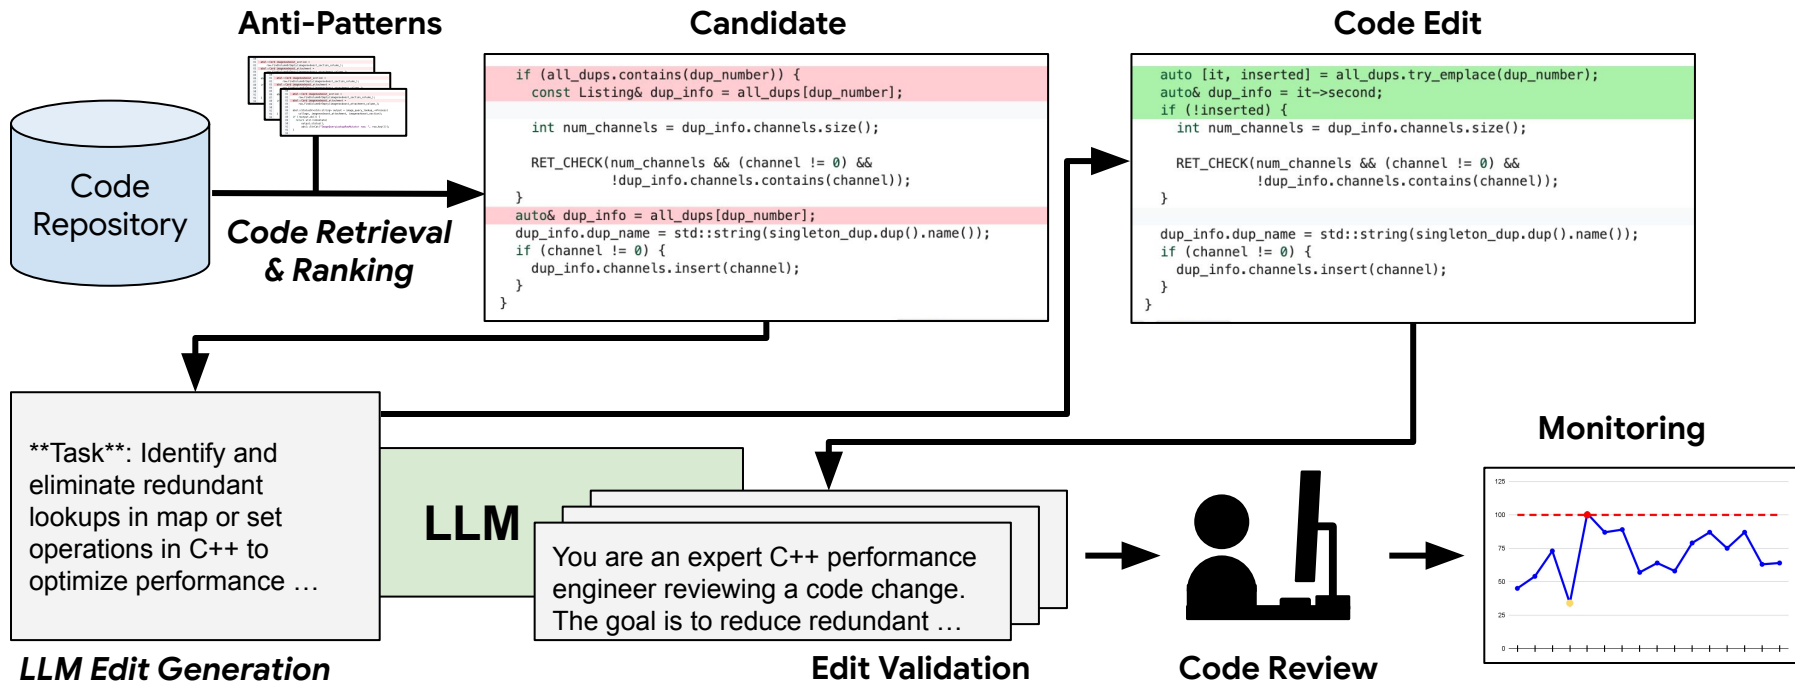 Anti-Patterns
Candidate
Code Edit
Code
Repository
Code Retrieval
& Ranking
if (all_dups.contains(dup_number)) {
const Listing& dup_info = all_dups[dup_number];
int num_channels = dup_info.channels.size();
RET_CHECK(num_channels && (channel != 0) &&
!dup_info.channels.contains(channel));
}
auto& dup_info = all_dups[dup_number];
dup_info.dup_name = std::string(singleton_dup.dup().name());
if (channel != 0) {
dup_info.channels.insert(channel);
}
}
auto [it, inserted] = all_dups.try_emplace(dup_number);
auto& dup_info = it->second;
if (!inserted) {
int num_channels = dup_info.channels.size();
RET_CHECK(num_channels && (channel != 0) &&
!dup_info.channels.contains(channel));
}
dup_info.dup_name = std::string(singleton_dup.dup().name());
if (channel != 0) {
dup_info.channels.insert(channel);
}
}
**Task**: Identify and
eliminate redundant
lookups in map or set
operations in C++ to
optimize performance …
LLM
You are an expert C++ performance
engineer reviewing a code change.
The goal is to reduce redundant …
Monitoring
125
100
75
50
25
0
LLM Edit Generation
Edit Validation
Code Review